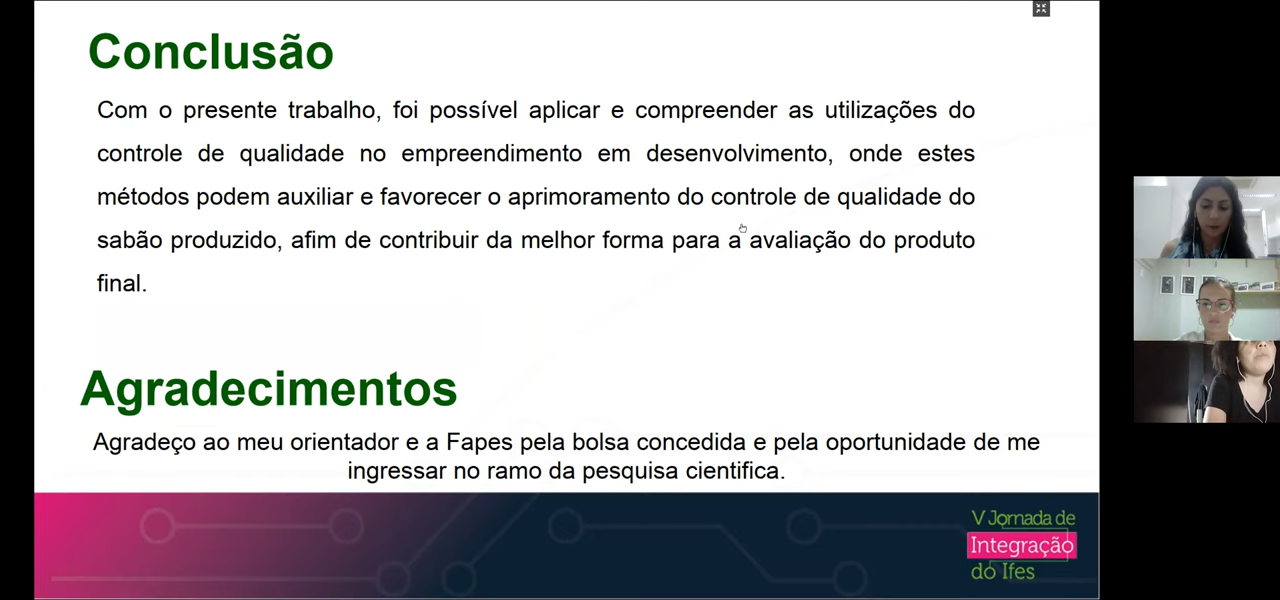 Conclusão
Com o presente trabalho, foi possível aplicar e compreender as utilizações do
controle de qualidade no empreendimento em desenvolvimento, onde estes
métodos podem auxiliar e favorecer o aprimoramento do controle de qualidade do
sabão produzido, afim de contribuir da melhor forma para a avaliação do produto
final.
Agradecimentos
Agradeço ao meu orientador e a Fapes pela bolsa concedida e pela oportunidade de me
ingressar no ramo da pesquisa cientifica.
V Jornada de
Integração
do Ifes